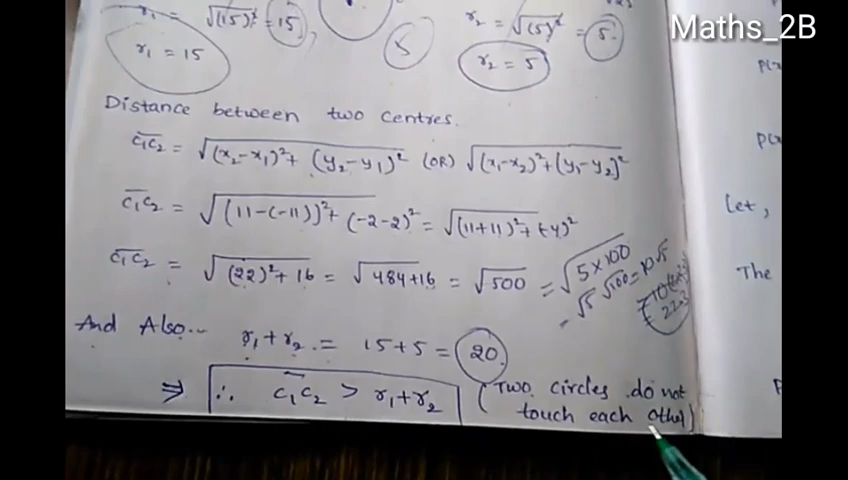 r₁ = √(15)² = 15, r₂ = √(5)² = 5.
Maths_2B
r₁ = 15 5 r₂ = 5
Distance between two centres.
C₁C₂ = √(x₂-x₁)²+ (y₂-y₁)² (OR) √(x₁-x₂)²+(y₁-y₂)²
C₁C₂ = √(11-(-11))²+ (-2-2)² = √(11+11)²+ (-4)²
Let,
C₁C₂ = √(22)²+16 = √484+16 = √500 = √5×100
= √5 √100 = 10√5
The
And Also.. r₁+r₂ = 15+5 = 20.
⇒ ∴ C₁C₂ > r₁+r₂ (Two circles do not
touch each other)